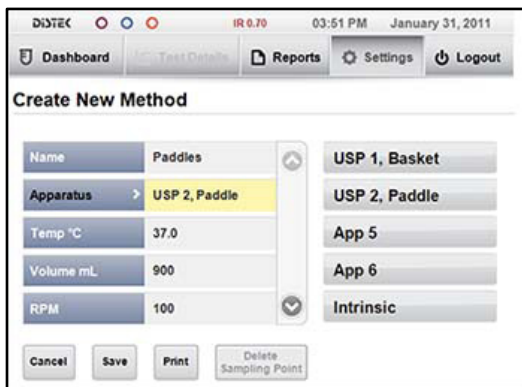 DiSTEK IR 0.70 03:51 PM January 31, 2011
Dashboard Test Details Reports Settings Logout
Create New Method
Name Paddles
Apparatus USP 2, Paddle
Temp °C 37.0
Volume mL 900
RPM 100
USP 1, Basket
USP 2, Paddle
App 5
App 6
Intrinsic
Cancel Save Print Delete
Sampling Point